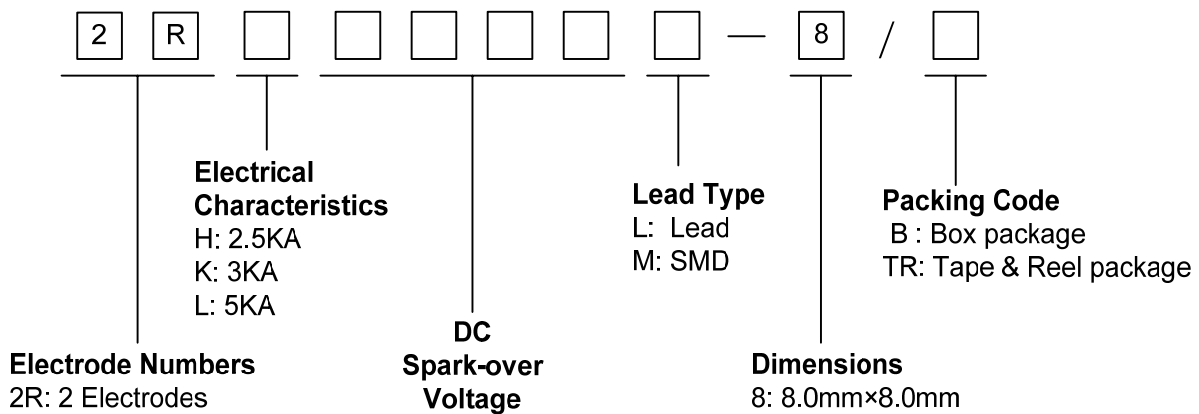 2 R — 8 /
Electrical
Characteristics
H: 2.5KA
K: 3KA
L: 5KA
Lead Type
L: Lead
M: SMD
Packing Code
B : Box package
TR: Tape & Reel package
Electrode Numbers
2R: 2 Electrodes
DC
Spark-over
Voltage
Dimensions
8: 8.0mm×8.0mm